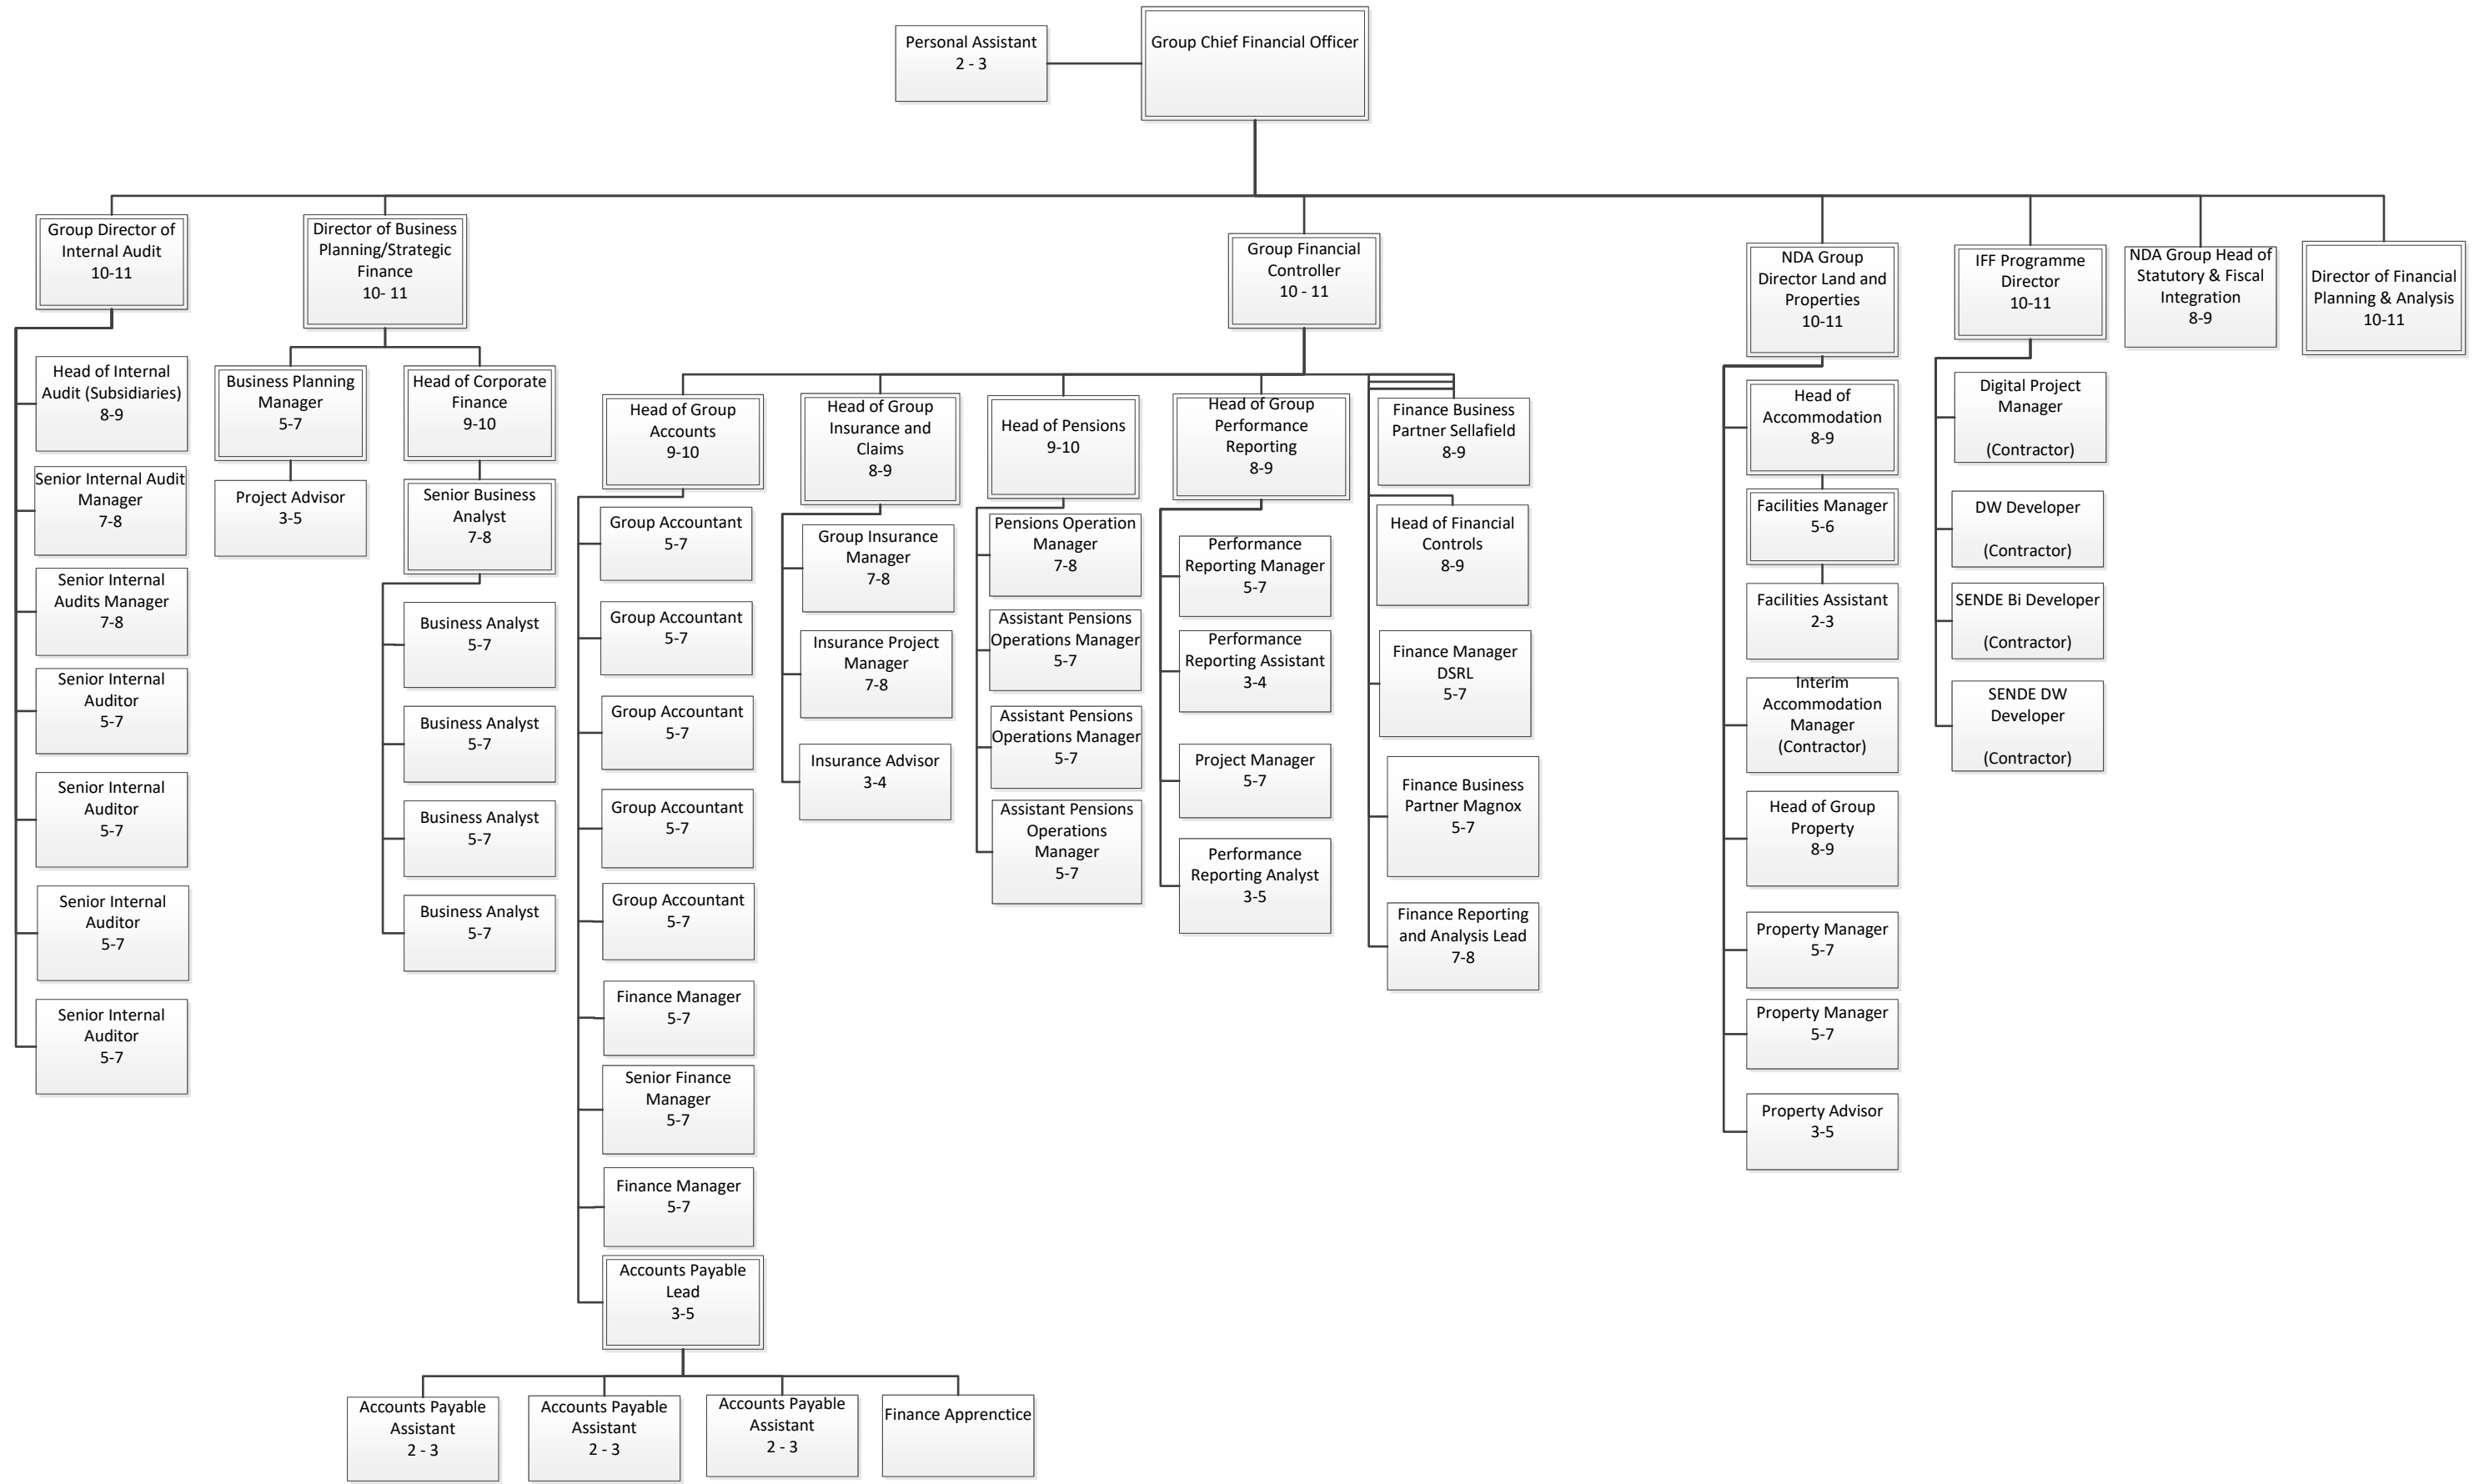 Personal Assistant
2 - 3
Group Chief Financial Officer
Group Director of
Internal Audit
10-11
Director of Business
Planning/Strategic
Finance
10- 11
Group Financial
Controller
10 - 11
NDA Group
Director Land and
Properties
10-11
IFF Programme
Director
10-11
NDA Group Head of
Statutory & Fiscal
Integration
8-9
Director of Financial
Planning & Analysis
10-11
Head of Internal
Audit (Subsidiaries)
8-9
Senior Internal Audit
Manager
7-8
Senior Internal
Audits Manager
7-8
Senior Internal
Auditor
5-7
Senior Internal
Auditor
5-7
Senior Internal
Auditor
5-7
Senior Internal
Auditor
5-7
Business Planning
Manager
5-7
Project Advisor
3-5
Head of Corporate
Finance
9-10
Senior Business
Analyst
7-8
Business Analyst
5-7
Business Analyst
5-7
Business Analyst
5-7
Business Analyst
5-7
Head of Group
Accounts
9-10
Group Accountant
5-7
Group Accountant
5-7
Group Accountant
5-7
Group Accountant
5-7
Group Accountant
5-7
Finance Manager
5-7
Senior Finance
Manager
5-7
Finance Manager
5-7
Accounts Payable
Lead
3-5
Accounts Payable
Assistant
2 - 3
Accounts Payable
Assistant
2 - 3
Accounts Payable
Assistant
2 - 3
Finance Apprenctice
Head of Group
Insurance and
Claims
8-9
Group Insurance
Manager
7-8
Insurance Project
Manager
7-8
Insurance Advisor
3-4
Head of Pensions
9-10
Pensions Operation
Manager
7-8
Assistant Pensions
Operations Manager
5-7
Assistant Pensions
Operations Manager
5-7
Assistant Pensions
Operations
Manager
5-7
Head of Group
Performance
Reporting
8-9
Performance
Reporting Manager
5-7
Performance
Reporting Assistant
3-4
Project Manager
5-7
Performance
Reporting Analyst
3-5
Finance Business
Partner Sellafield
8-9
Head of Financial
Controls
8-9
Finance Manager
DSRL
5-7
Finance Business
Partner Magnox
5-7
Finance Reporting
and Analysis Lead
7-8
Head of
Accommodation
8-9
Facilities Manager
5-6
Facilities Assistant
2-3
Interim
Accommodation
Manager
(Contractor)
Head of Group
Property
8-9
Property Manager
5-7
Property Manager
5-7
Property Advisor
3-5
Digital Project
Manager
(Contractor)
DW Developer
(Contractor)
SENDE Bi Developer
(Contractor)
SENDE DW
Developer
(Contractor)